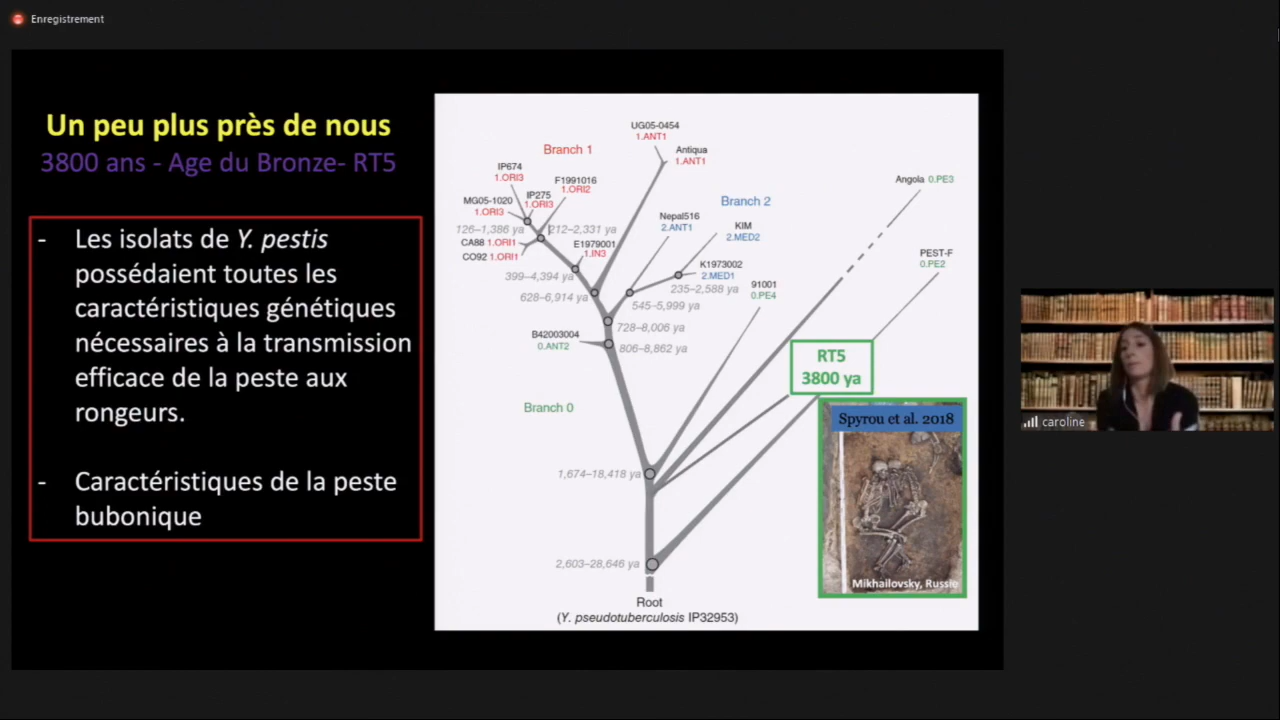 Enregistrement
Un peu plus près de nous
3800 ans - Age du Bronze- RT5
- Les isolats de Y. pestis
possédaient toutes les
caractéristiques génétiques
nécessaires à la transmission
efficace de la peste aux
rongeurs.
- Caractéristiques de la peste
bubonique
UG05-0454
1.ANT1
Branch 1
Antiqua
1.ANT1
IP674
1.ORI3
F1991016
1.ORI2
IP275
1.ORI3
MG05-1020
1.ORI3
126–1,386 ya
212–2,331 ya
CA88 1.ORI1
CO92 1.ORI1
E1979001
1.IN3
399–4,394 ya
628–6,914 ya
Branch 2
Nepal516
2.ANT1
KIM
2.MED2
K1973002
2.MED1
235–2,588 ya
545–5,999 ya
728–8,006 ya
806–8,862 ya
B42003004
0.ANT2
91001
0.PE4
Angola 0.PE3
PEST-F
0.PE2
RT5
3800 ya
Branch 0
Spyrou et al. 2018
Mikhailovsky, Russie
1,674–18,418 ya
2,603–28,646 ya
Root
(Y. pseudotuberculosis IP32953)
caroline